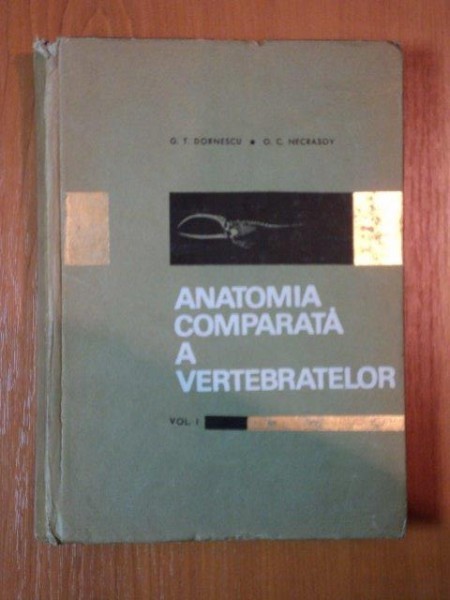 G. T. DORNESCU ★ O. C. NECRASOV
ANATOMIA
COMPARATĂ
A
VERTEBRATELOR
VOL. I